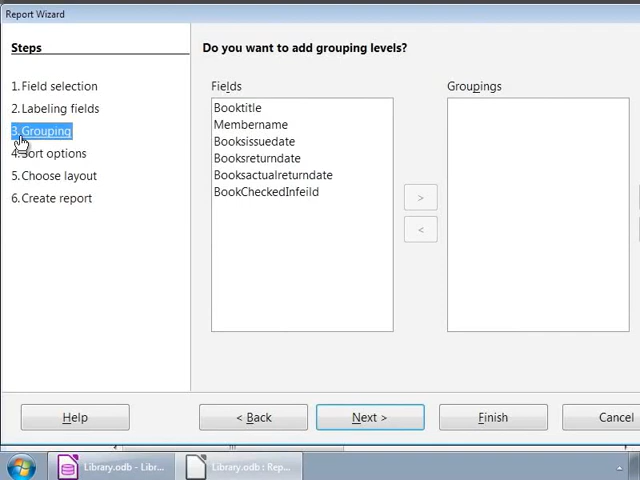 Report Wizard
Steps
1.Field selection
2.Labeling fields
3.Grouping
4.Sort options
5.Choose layout
6.Create report
Do you want to add grouping levels?
Fields
Booktitle
Membername
Booksissuedate
Booksreturndate
Booksactualreturndate
BookCheckedInfeild
>
<
Groupings
Help
< Back
Next >
Finish
Cancel
Library.odb - Libr...
Library.odb : Rep...